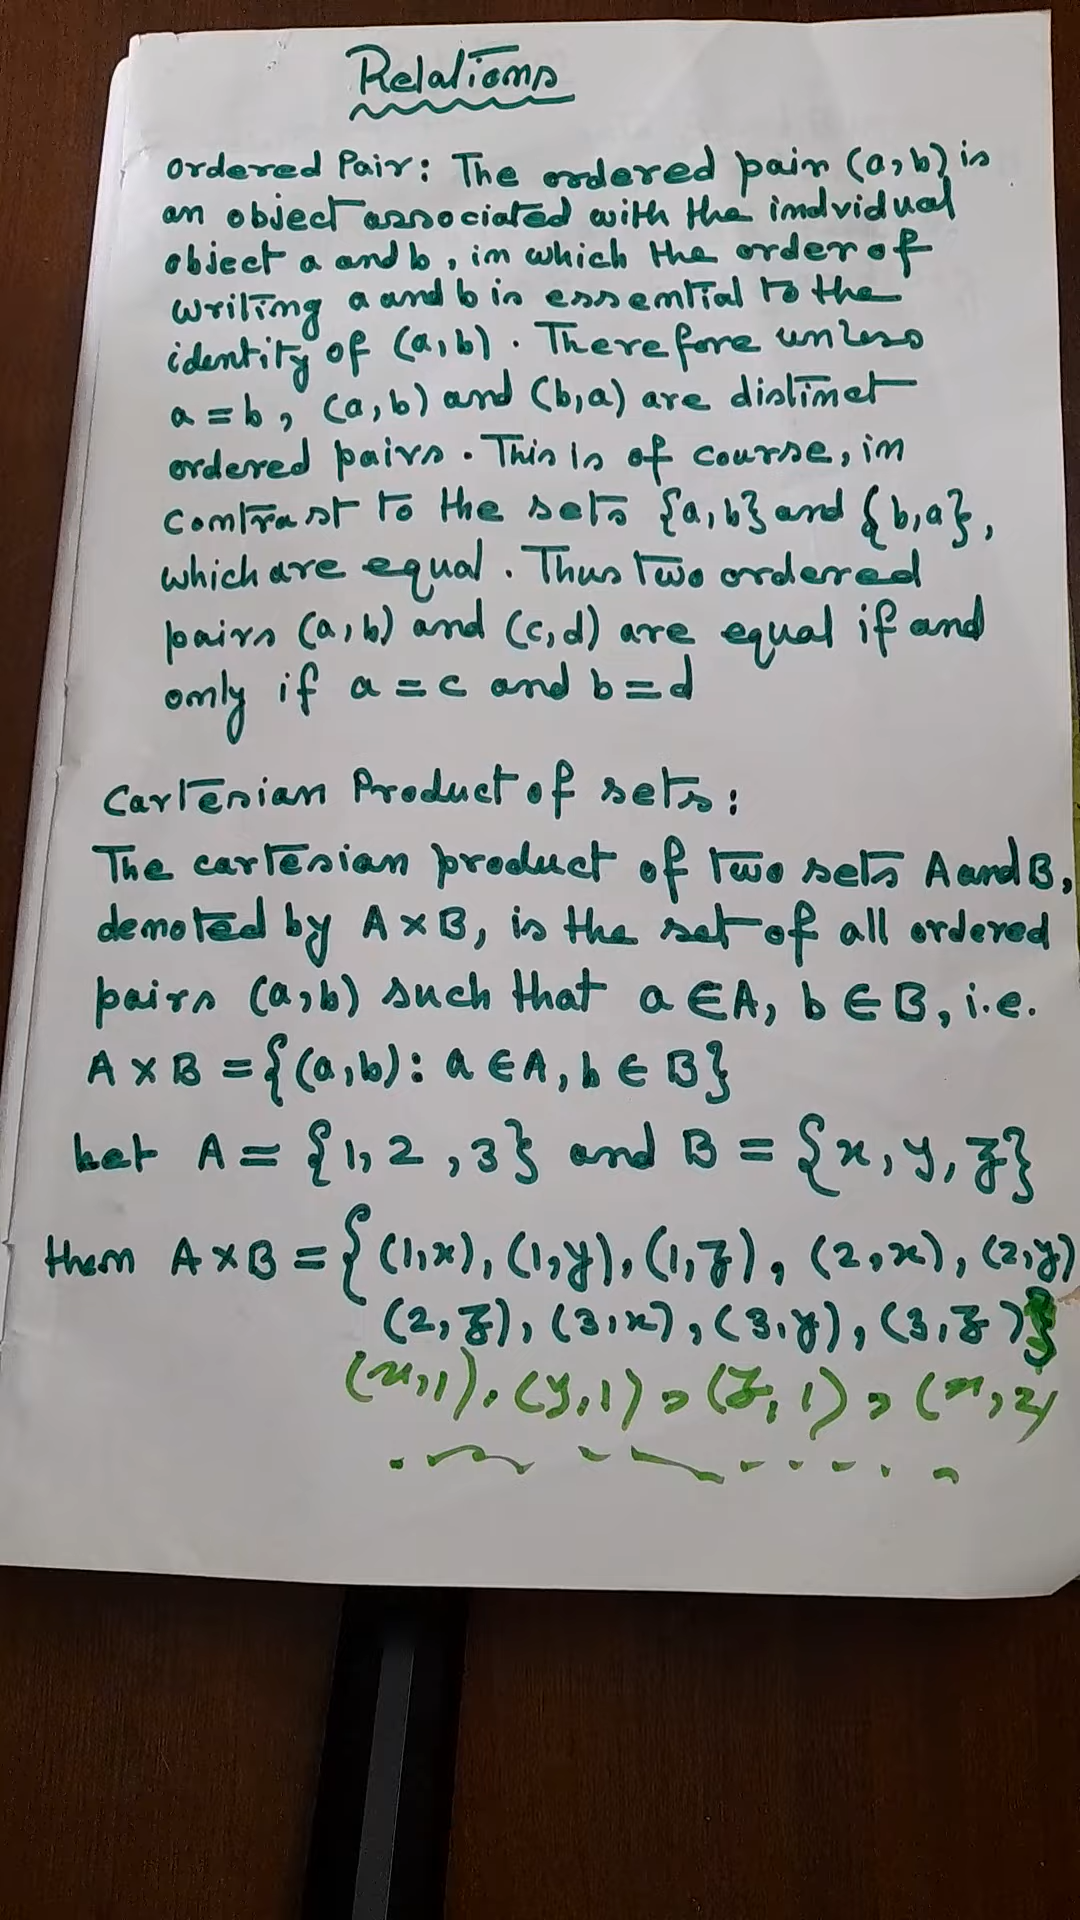 Relations
Ordered Pair: The ordered pair (a,b) is
an object associated with the indvidual
object a and b, in which the order of
writing a and b is essential to the
identity of (a,b). Therefore unless
a=b, (a,b) and (b,a) are distinct
ordered pairs. This is of course, in
contrast to the sets {a,b} and {b,a},
which are equal. Thus two ordered
pairs (a,b) and (c,d) are equal if and
only if a=c and b=d
Cartesian Product of sets:
The cartesian product of two sets A and B,
denoted by A×B, is the set of all ordered
pairs (a,b) such that a∈A, b∈B, i.e.
A×B={(a,b): a∈A, b∈B}
Let A={1,2,3} and B={x,y,z}
then A×B={(1,x),(1,y),(1,z),(2,x),(2,y)
(2,z),(3,x),(3,y),(3,z)}
(x,1),(y,1),(z,1),(x,2)